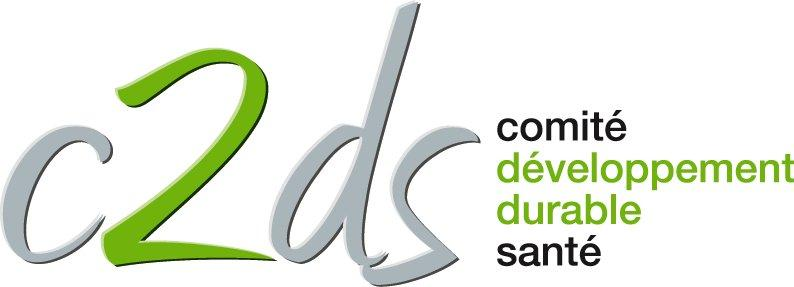 c2ds
comité
développement
durable
santé